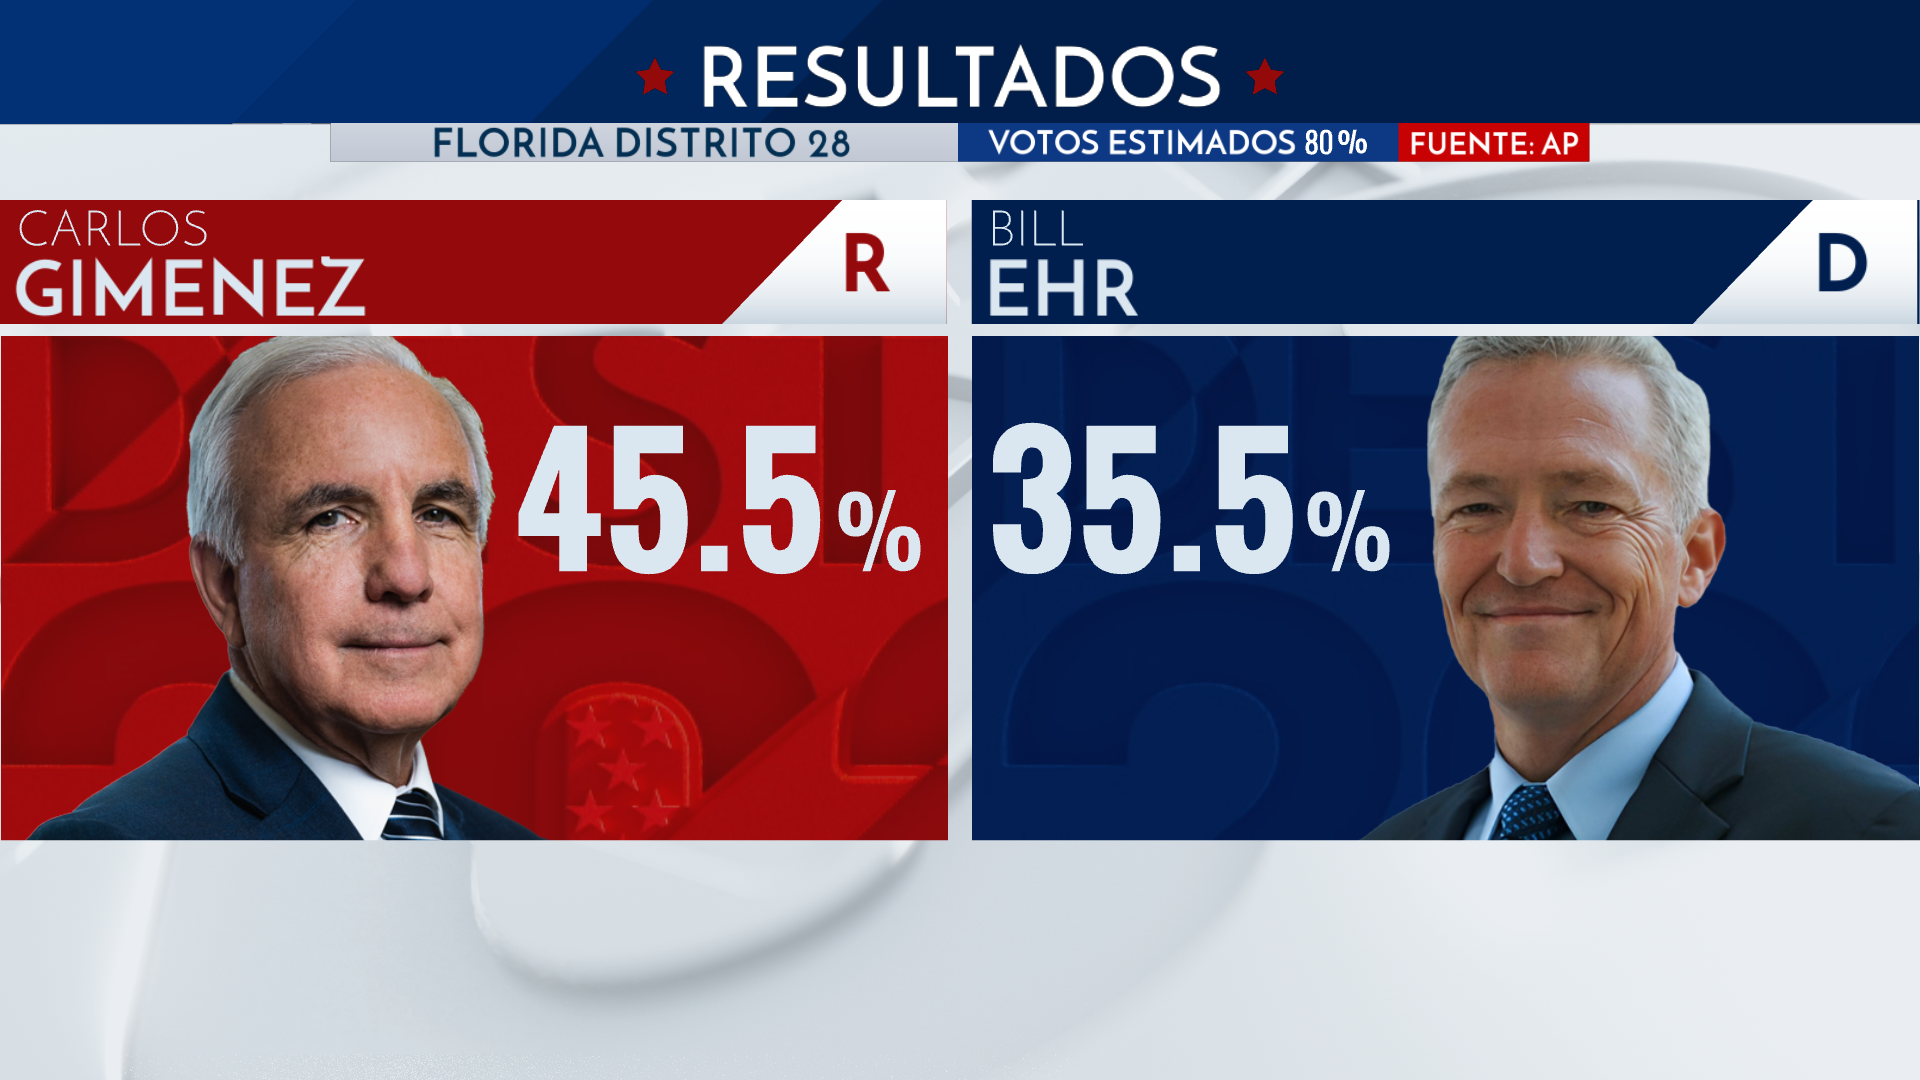 RESULTADOS
FLORIDA DISTRITO 28
VOTOS ESTIMADOS 80%
FUENTE: AP
CARLOS
GIMENEZ
R
BILL
EHR
D
45.5%
35.5%